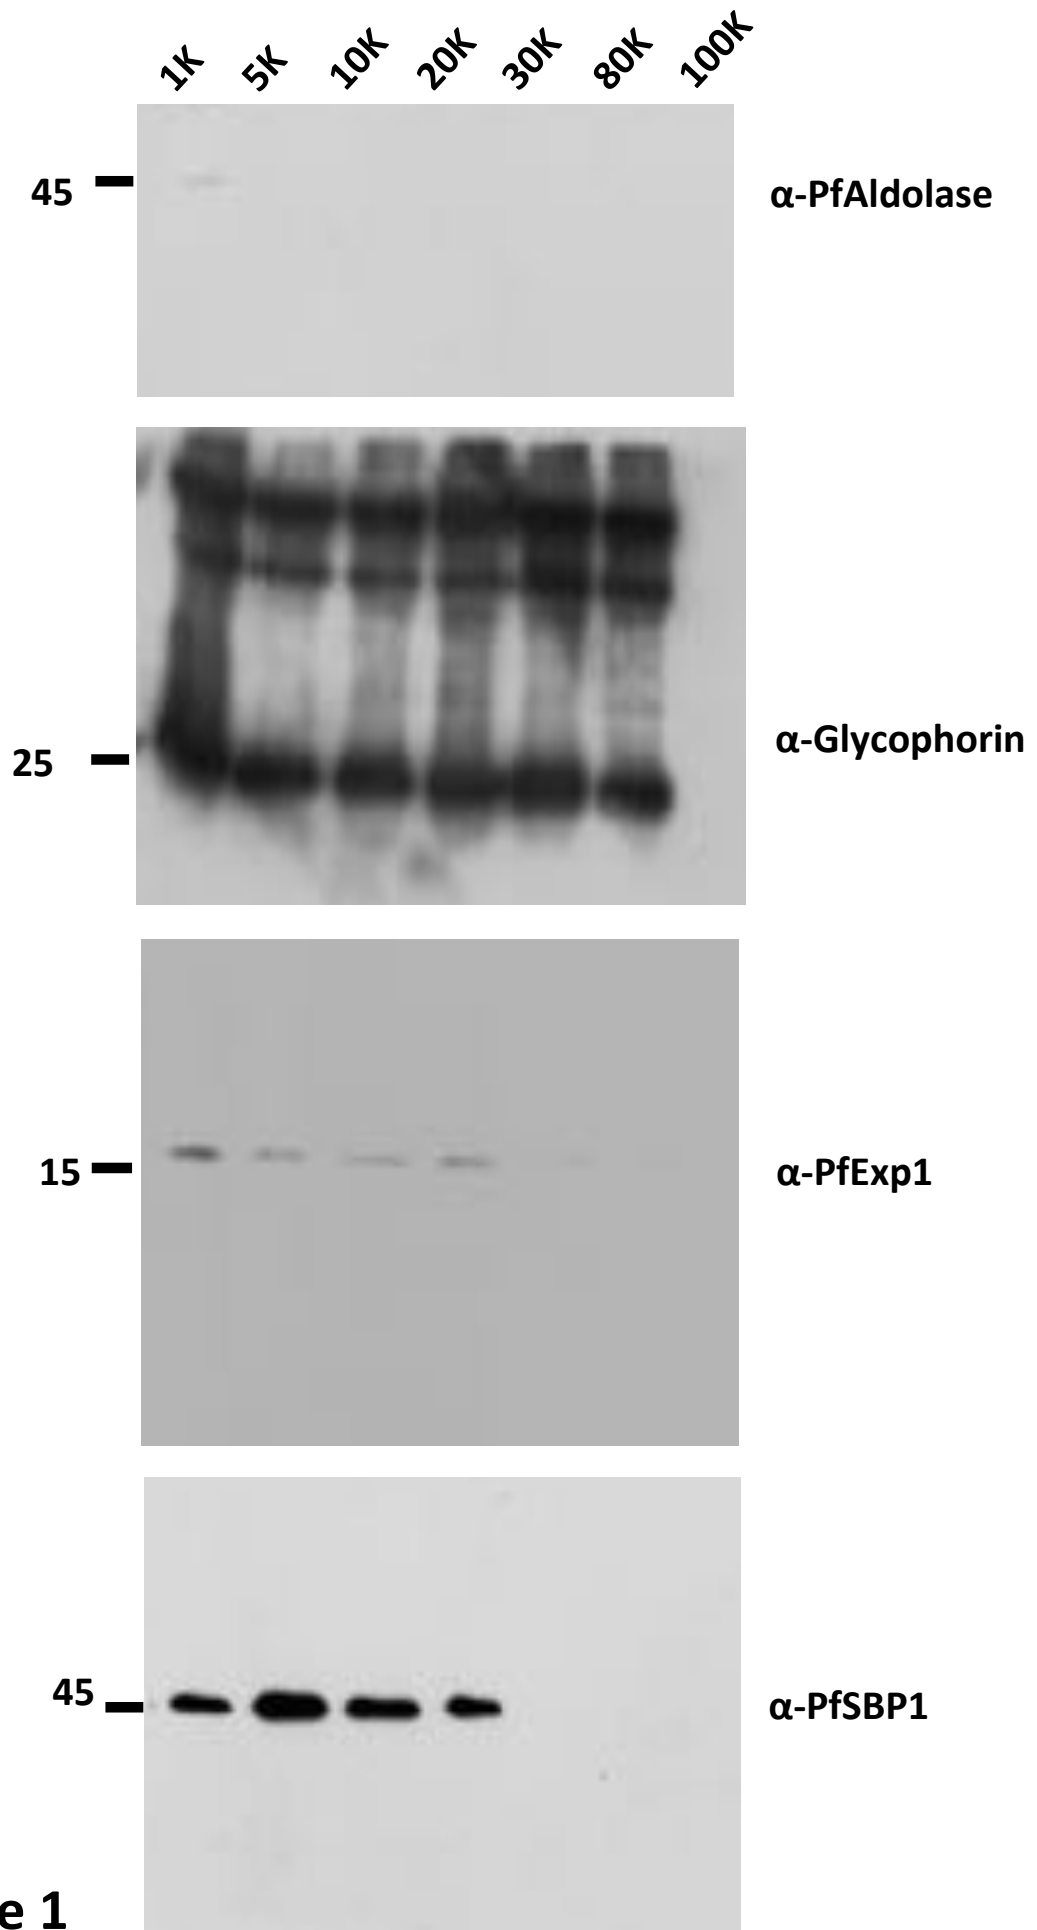 1K 5K 10K 20K 30K 80K 100K
45 α-PfAldolase
25 α-Glycophorin
15 α-PfExp1
45 α-PfSBP1
e 1